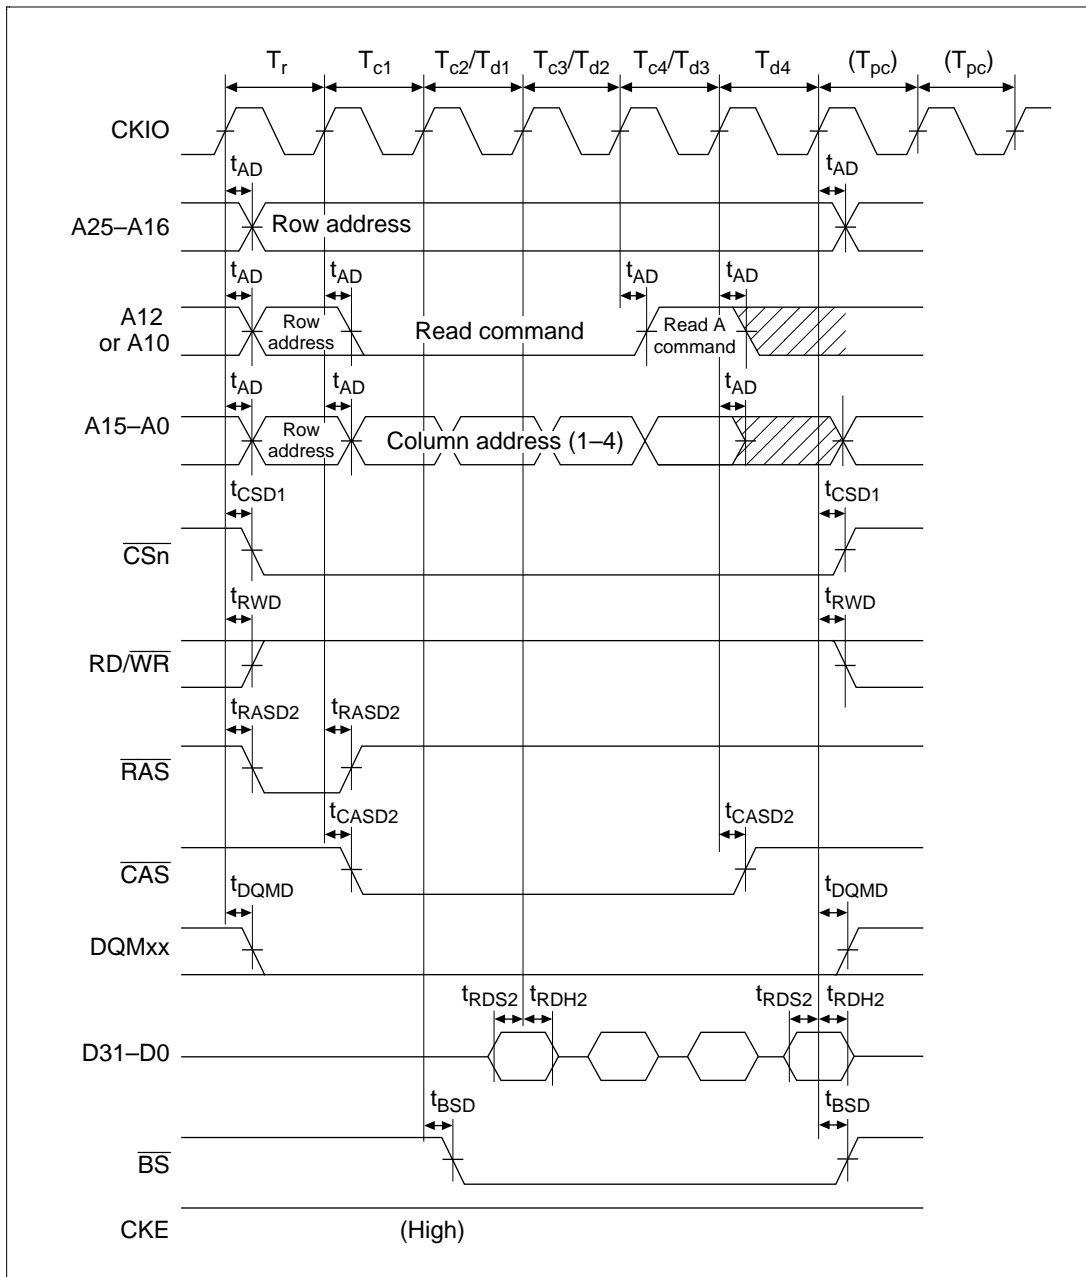 Tr Tc1 Tc2/Td1 Tc3/Td2 Tc4/Td3 Td4 (Tpc) (Tpc)
CKIO
tAD tAD
A25–A16 Row address
tAD tAD tAD tAD
A12 or A10 Row address Read command Read A command
tAD tAD tAD
A15–A0 Row address Column address (1–4)
tCSD1 tCSD1
CSn
tRWD tRWD
RD/WR
tRASD2 tRASD2
RAS
tCASD2 tCASD2
CAS
tDQMD tDQMD
DQMxx
tRDS2 tRDH2 tRDS2 tRDH2
D31–D0
tBSD tBSD
BS
CKE (High)